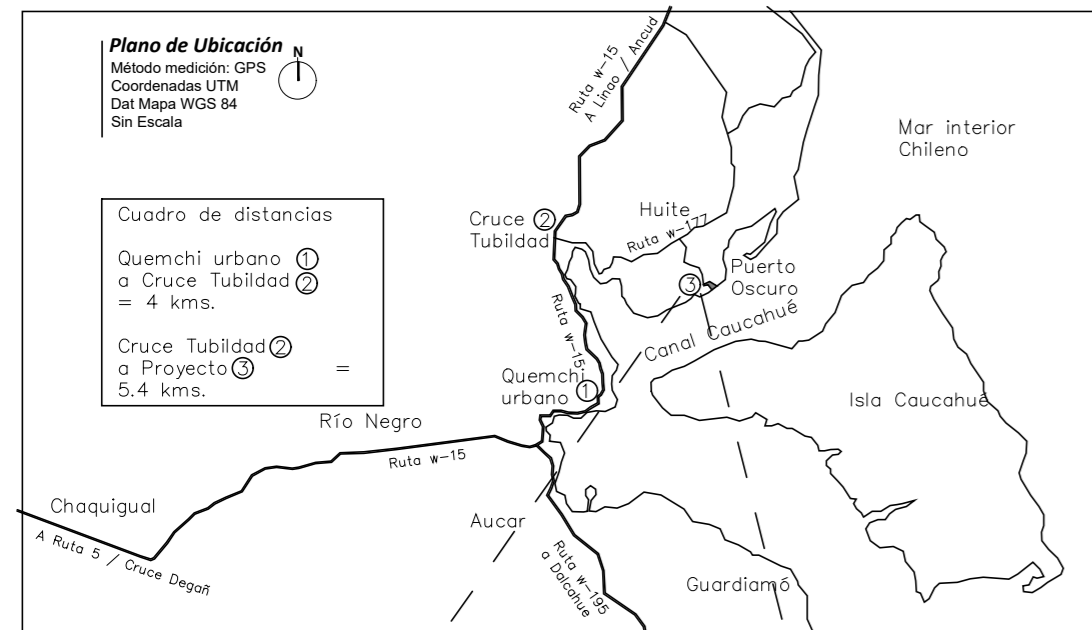 Plano de Ubicación
N
Método medición: GPS
Coordenadas UTM
Dat Mapa WGS 84
Sin Escala
Ruta w-15
A Linao / Ancud
Mar interior
Chileno
Cuadro de distancias
Quemchi urbano 1
a Cruce Tubildad 2
= 4 kms.
Cruce Tubildad 2
a Proyecto 3 =
5.4 kms.
Cruce 2
Tubildad
Huite
Ruta w-177
3
Puerto
Oscuro
Canal Caucahué
Ruta w-15.
Quemchi
urbano 1
Isla Caucahué
Río Negro
Ruta w-15
Chaquigual
A Ruta 5 / Cruce Degañ
Aucar
Ruta w-195
a Dalcahue
Guardiamó